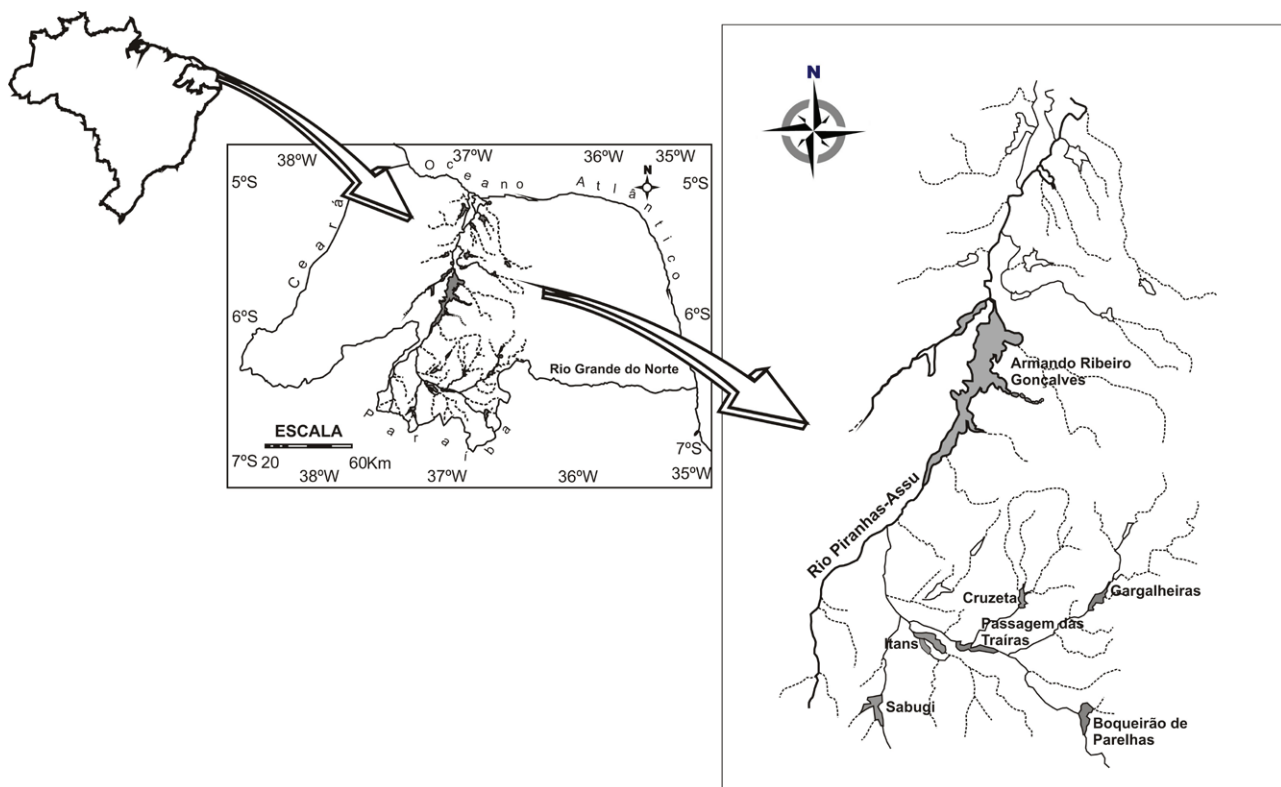 38ºW
37ºW
36ºW
35ºW
5ºS
5ºS
Oceano Atlântico
N
Ceará
6ºS
6ºS
Rio Grande do Norte
Paraiba
ESCALA
20
60Km
7ºS
7ºS
38ºW
37ºW
36ºW
35ºW
N
Armando Ribeiro
Gonçalves
Rio Piranhas-Assu
Cruzeta
Gargalheiras
Passagem das
Traíras
Itans
Sabugi
Boqueirão de
Parelhas